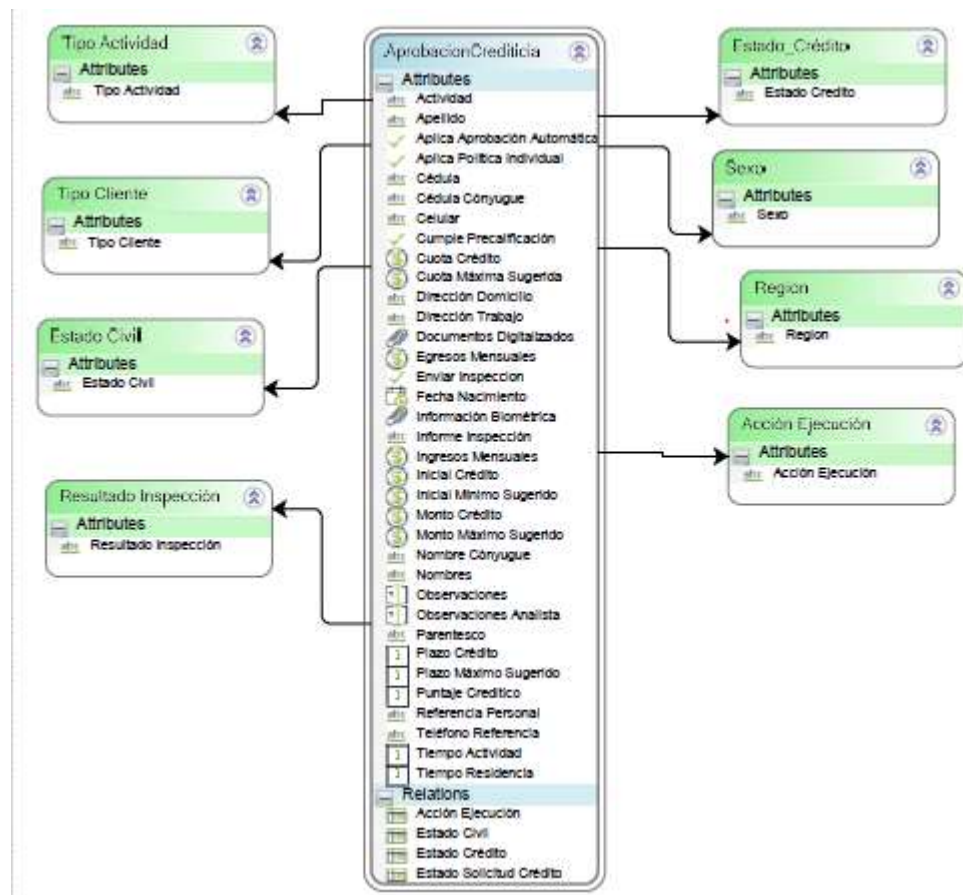 Tipo Actividad
Attributes
Tipo Actividad
Tipo Cliente
Attributes
Tipo Cliente
Estado Civil
Attributes
Estado Civil
Resultado Inspección
Attributes
Resultado Inspección
AprobacionCrediticia
Attributes
Actividad
Apellido
Aplica Aprobación Automática
Aplica Política Individual
Cédula
Cédula Cónyugue
Celular
Cumple Precalificación
Cuota Crédito
Cuota Máxima Sugerida
Dirección Domicilio
Dirección Trabajo
Documentos Digitalizados
Egresos Mensuales
Enviar Inspeccion
Fecha Nacimiento
Información Biométrica
Informe Inspección
Ingresos Mensuales
Inicial Crédito
Inicial Mínimo Sugerido
Monto Crédito
Monto Máximo Sugerido
Nombre Cónyugue
Nombres
Observaciones
Observaciones Analista
Parentesco
Plazo Crédito
Plazo Máximo Sugerido
Puntaje Creditico
Referencia Personal
Teléfono Referencia
Tiempo Actividad
Tiempo Residencia
Relations
Acción Ejecución
Estado Civil
Estado Crédito
Estado Solicitud Crédito
Estado_Crédito
Attributes
Estado Credito
Sexo
Attributes
Sexo
Region
Attributes
Region
Acción Ejecución
Attributes
Acción Ejecución